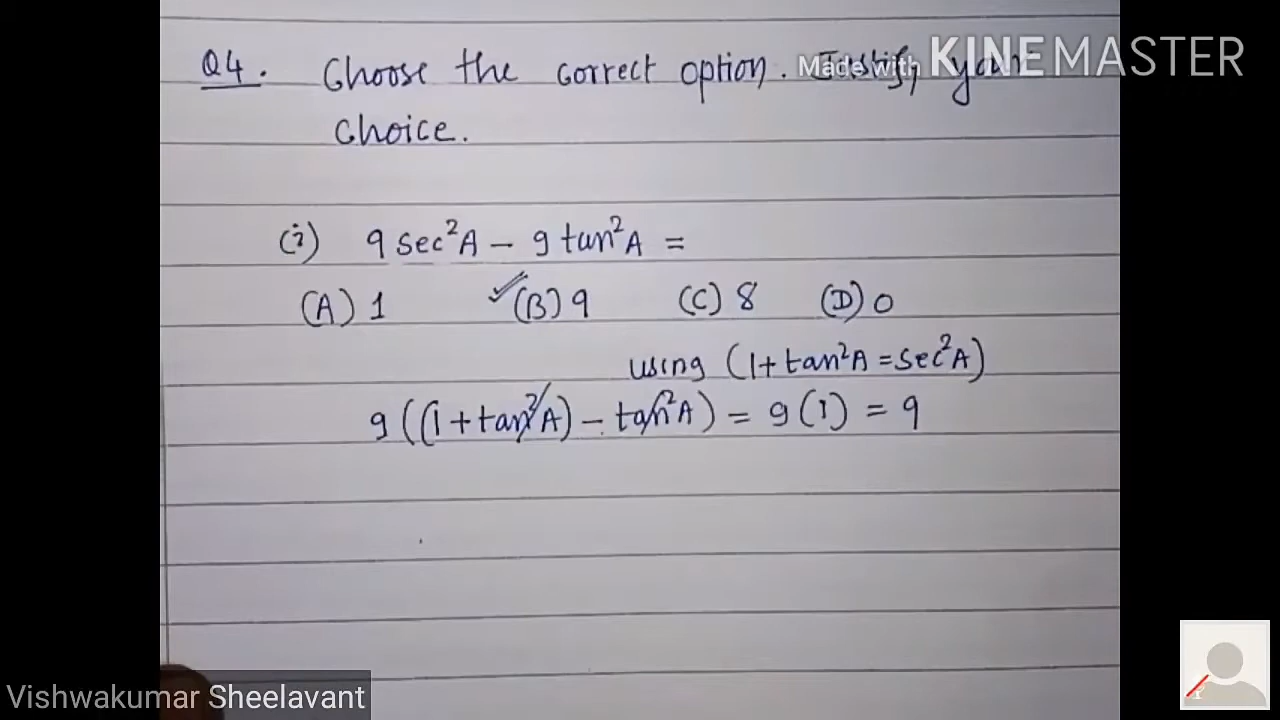 Q4. Choose the correct option. Justify your
Made with KINEMASTER
choice.
(i) 9 sec²A - 9 tan²A =
(A) 1 (B) 9 (C) 8 (D) 0
using (1+tan²A = sec²A)
9((1+tan²A) - tan²A) = 9(1) = 9
Vishwakumar Sheelavant